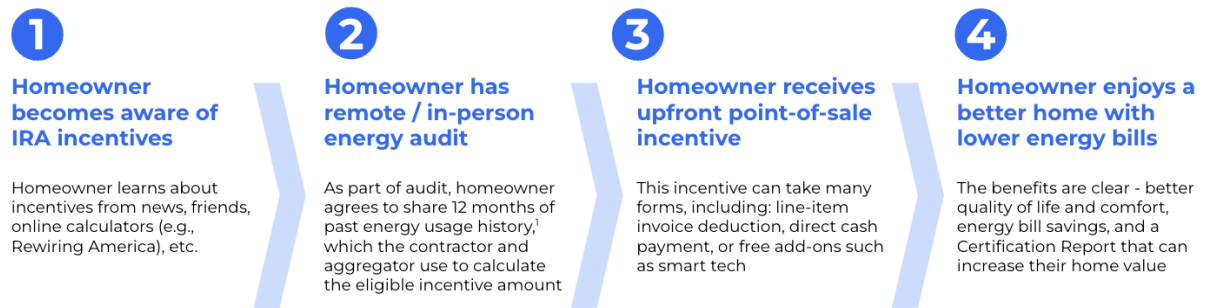 1
Homeowner
becomes aware of
IRA incentives
Homeowner learns about
incentives from news, friends,
online calculators (e.g.,
Rewiring America), etc.
2
Homeowner has
remote / in-person
energy audit
As part of audit, homeowner
agrees to share 12 months of
past energy usage history,¹
which the contractor and
aggregator use to calculate
the eligible incentive amount
3
Homeowner receives
upfront point-of-sale
incentive
This incentive can take many
forms, including: line-item
invoice deduction, direct cash
payment, or free add-ons such
as smart tech
4
Homeowner enjoys a
better home with
lower energy bills
The benefits are clear - better
quality of life and comfort,
energy bill savings, and a
Certification Report that can
increase their home value